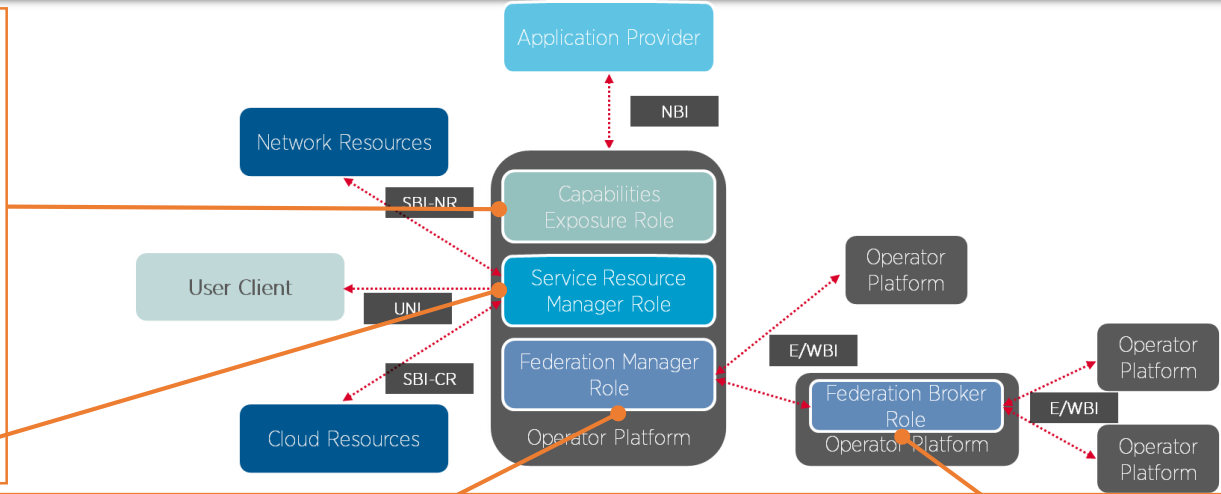 Application Provider
NBI
Network Resources
SBI-NR
Capabilities
Exposure Role
User Client
UNI
Service Resource
Manager Role
Operator
Platform
SBI-CR
Federation Manager
Role
E/WBI
Operator
Platform
Cloud Resources
Operator Platform
Federation Broker
Role
Operator Platform
E/WBI
Operator
Platform